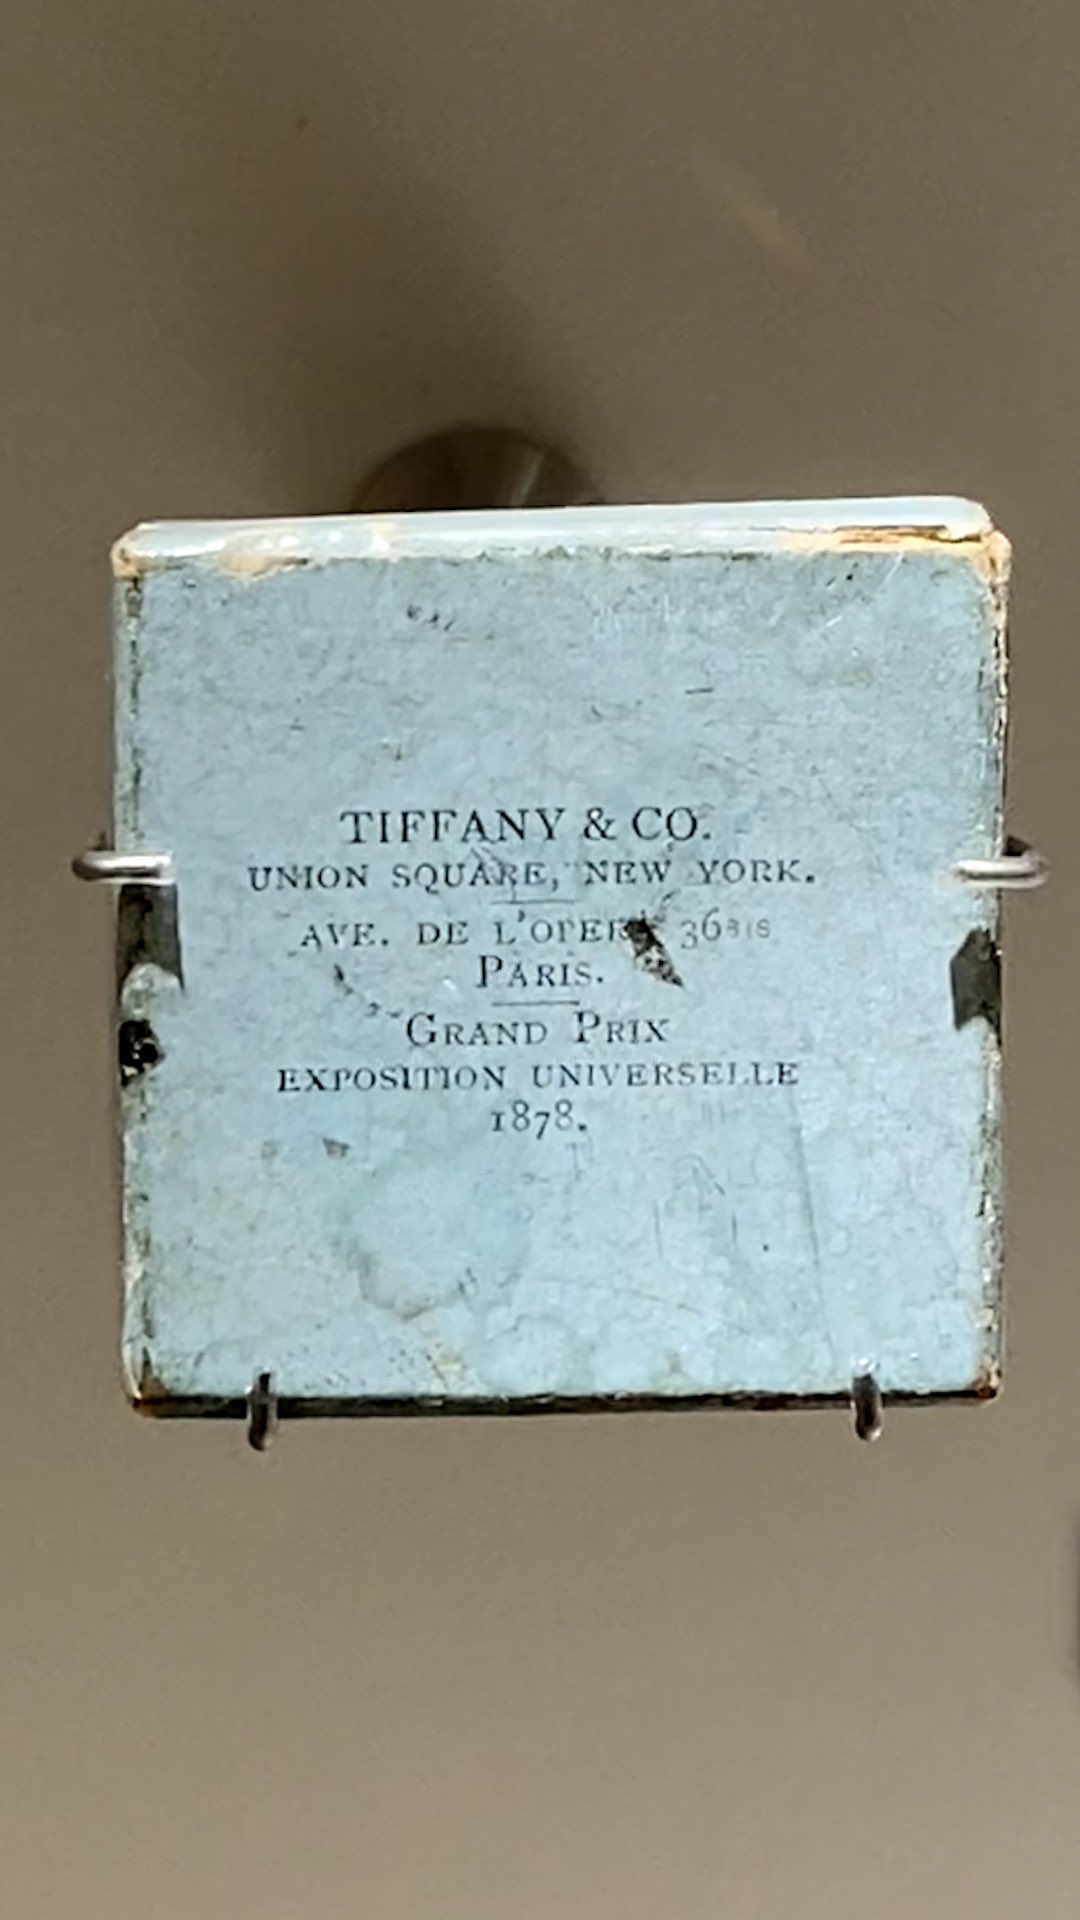 TIFFANY & CO.
UNION SQUARE, NEW YORK.
AVE. DE L'OPERA 36BIS
PARIS.
GRAND PRIX
EXPOSITION UNIVERSELLE
1878.